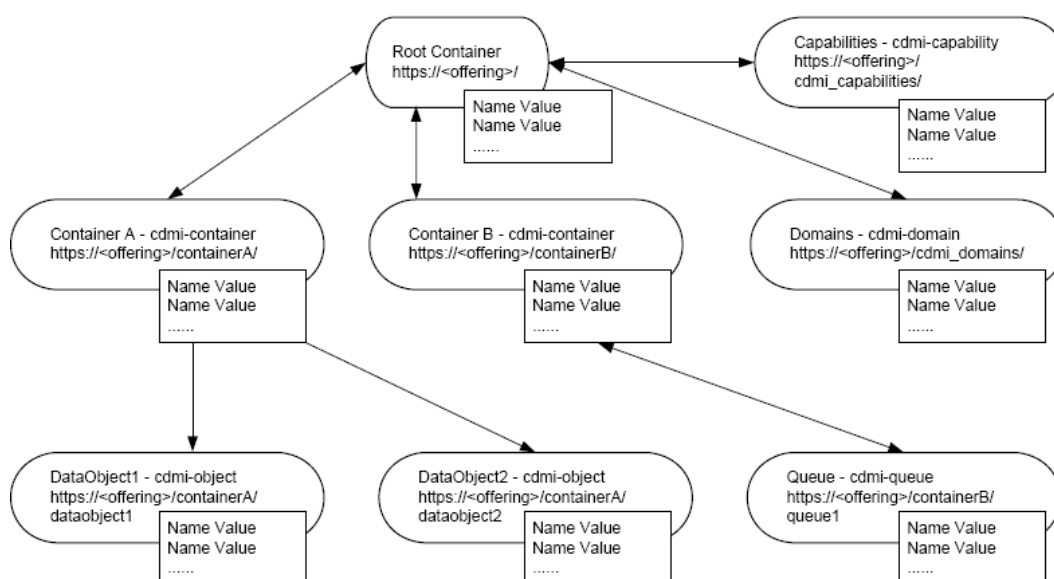 Root Container
https://<offering>/
Name Value
Name Value
......
Capabilities - cdmi-capability
https://<offering>/
cdmi_capabilities/
Name Value
Name Value
......
Container A - cdmi-container
https://<offering>/containerA/
Name Value
Name Value
......
Container B - cdmi-container
https://<offering>/containerB/
Name Value
Name Value
......
Domains - cdmi-domain
https://<offering>/cdmi_domains/
Name Value
Name Value
......
DataObject1 - cdmi-object
https://<offering>/containerA/
dataobject1
Name Value
Name Value
......
DataObject2 - cdmi-object
https://<offering>/containerA/
dataobject2
Name Value
Name Value
......
Queue - cdmi-queue
https://<offering>/containerB/
queue1
Name Value
Name Value
......